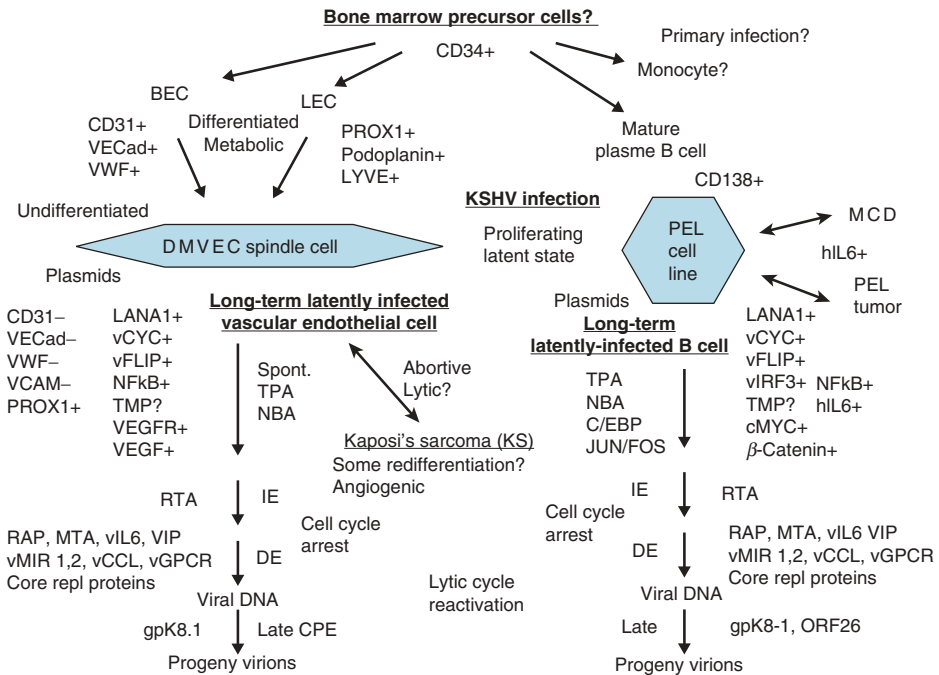 Bone marrow precursor cells?
CD34+
Primary infection?
Monocyte?
BEC
LEC
CD31+
VECad+
VWF+
Differentiated
Metabolic
PROX1+
Podoplanin+
LYVE+
Mature
plasme B cell
CD138+
Undifferentiated
DMVEC spindle cell
KSHV infection
Proliferating
latent state
PEL
cell
line
MCD
hIL6+
PEL
tumor
Plasmids
Plasmids
CD31–
VECad–
VWF–
VCAM–
PROX1+
LANA1+
vCYC+
vFLIP+
NFkB+
TMP?
VEGFR+
VEGF+
Long-term latently infected
vascular endothelial cell
Spont.
TPA
NBA
Abortive
Lytic?
Kaposi's sarcoma (KS)
Some redifferentiation?
Angiogenic
Long-term
latently-infected B cell
TPA
NBA
C/EBP
JUN/FOS
LANA1+
vCYC+
vFLIP+
vIRF3+
TMP?
cMYC+
β-Catenin+
NFkB+
hIL6+
RTA
IE
Cell cycle
arrest
RAP, MTA, vIL6, VIP
vMIR 1,2, vCCL, vGPCR
Core repl proteins
DE
Viral DNA
gpK8.1
Late CPE
Progeny virions
Lytic cycle
reactivation
IE
RTA
Cell cycle
arrest
DE
RAP, MTA, vIL6 VIP
vMIR 1,2, vCCL, vGPCR
Core repl proteins
Viral DNA
Late
gpK8-1, ORF26
Progeny virions